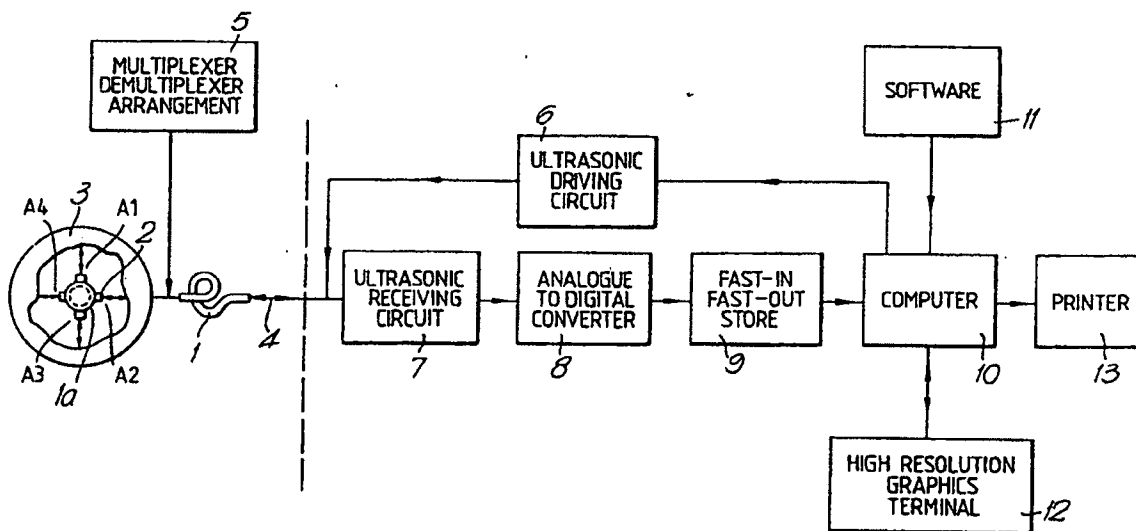 5
MULTIPLEXER
DEMULTIPLEXER
ARRANGEMENT
6
ULTRASONIC
DRIVING
CIRCUIT
SOFTWARE
11
3
A4
A1
2
A3
1a
A2
1
4
ULTRASONIC
RECEIVING
CIRCUIT
7
ANALOGUE
TO DIGITAL
CONVERTER
8
FAST-IN
FAST-OUT
STORE
9
COMPUTER
10
PRINTER
13
HIGH RESOLUTION
GRAPHICS
TERMINAL
12